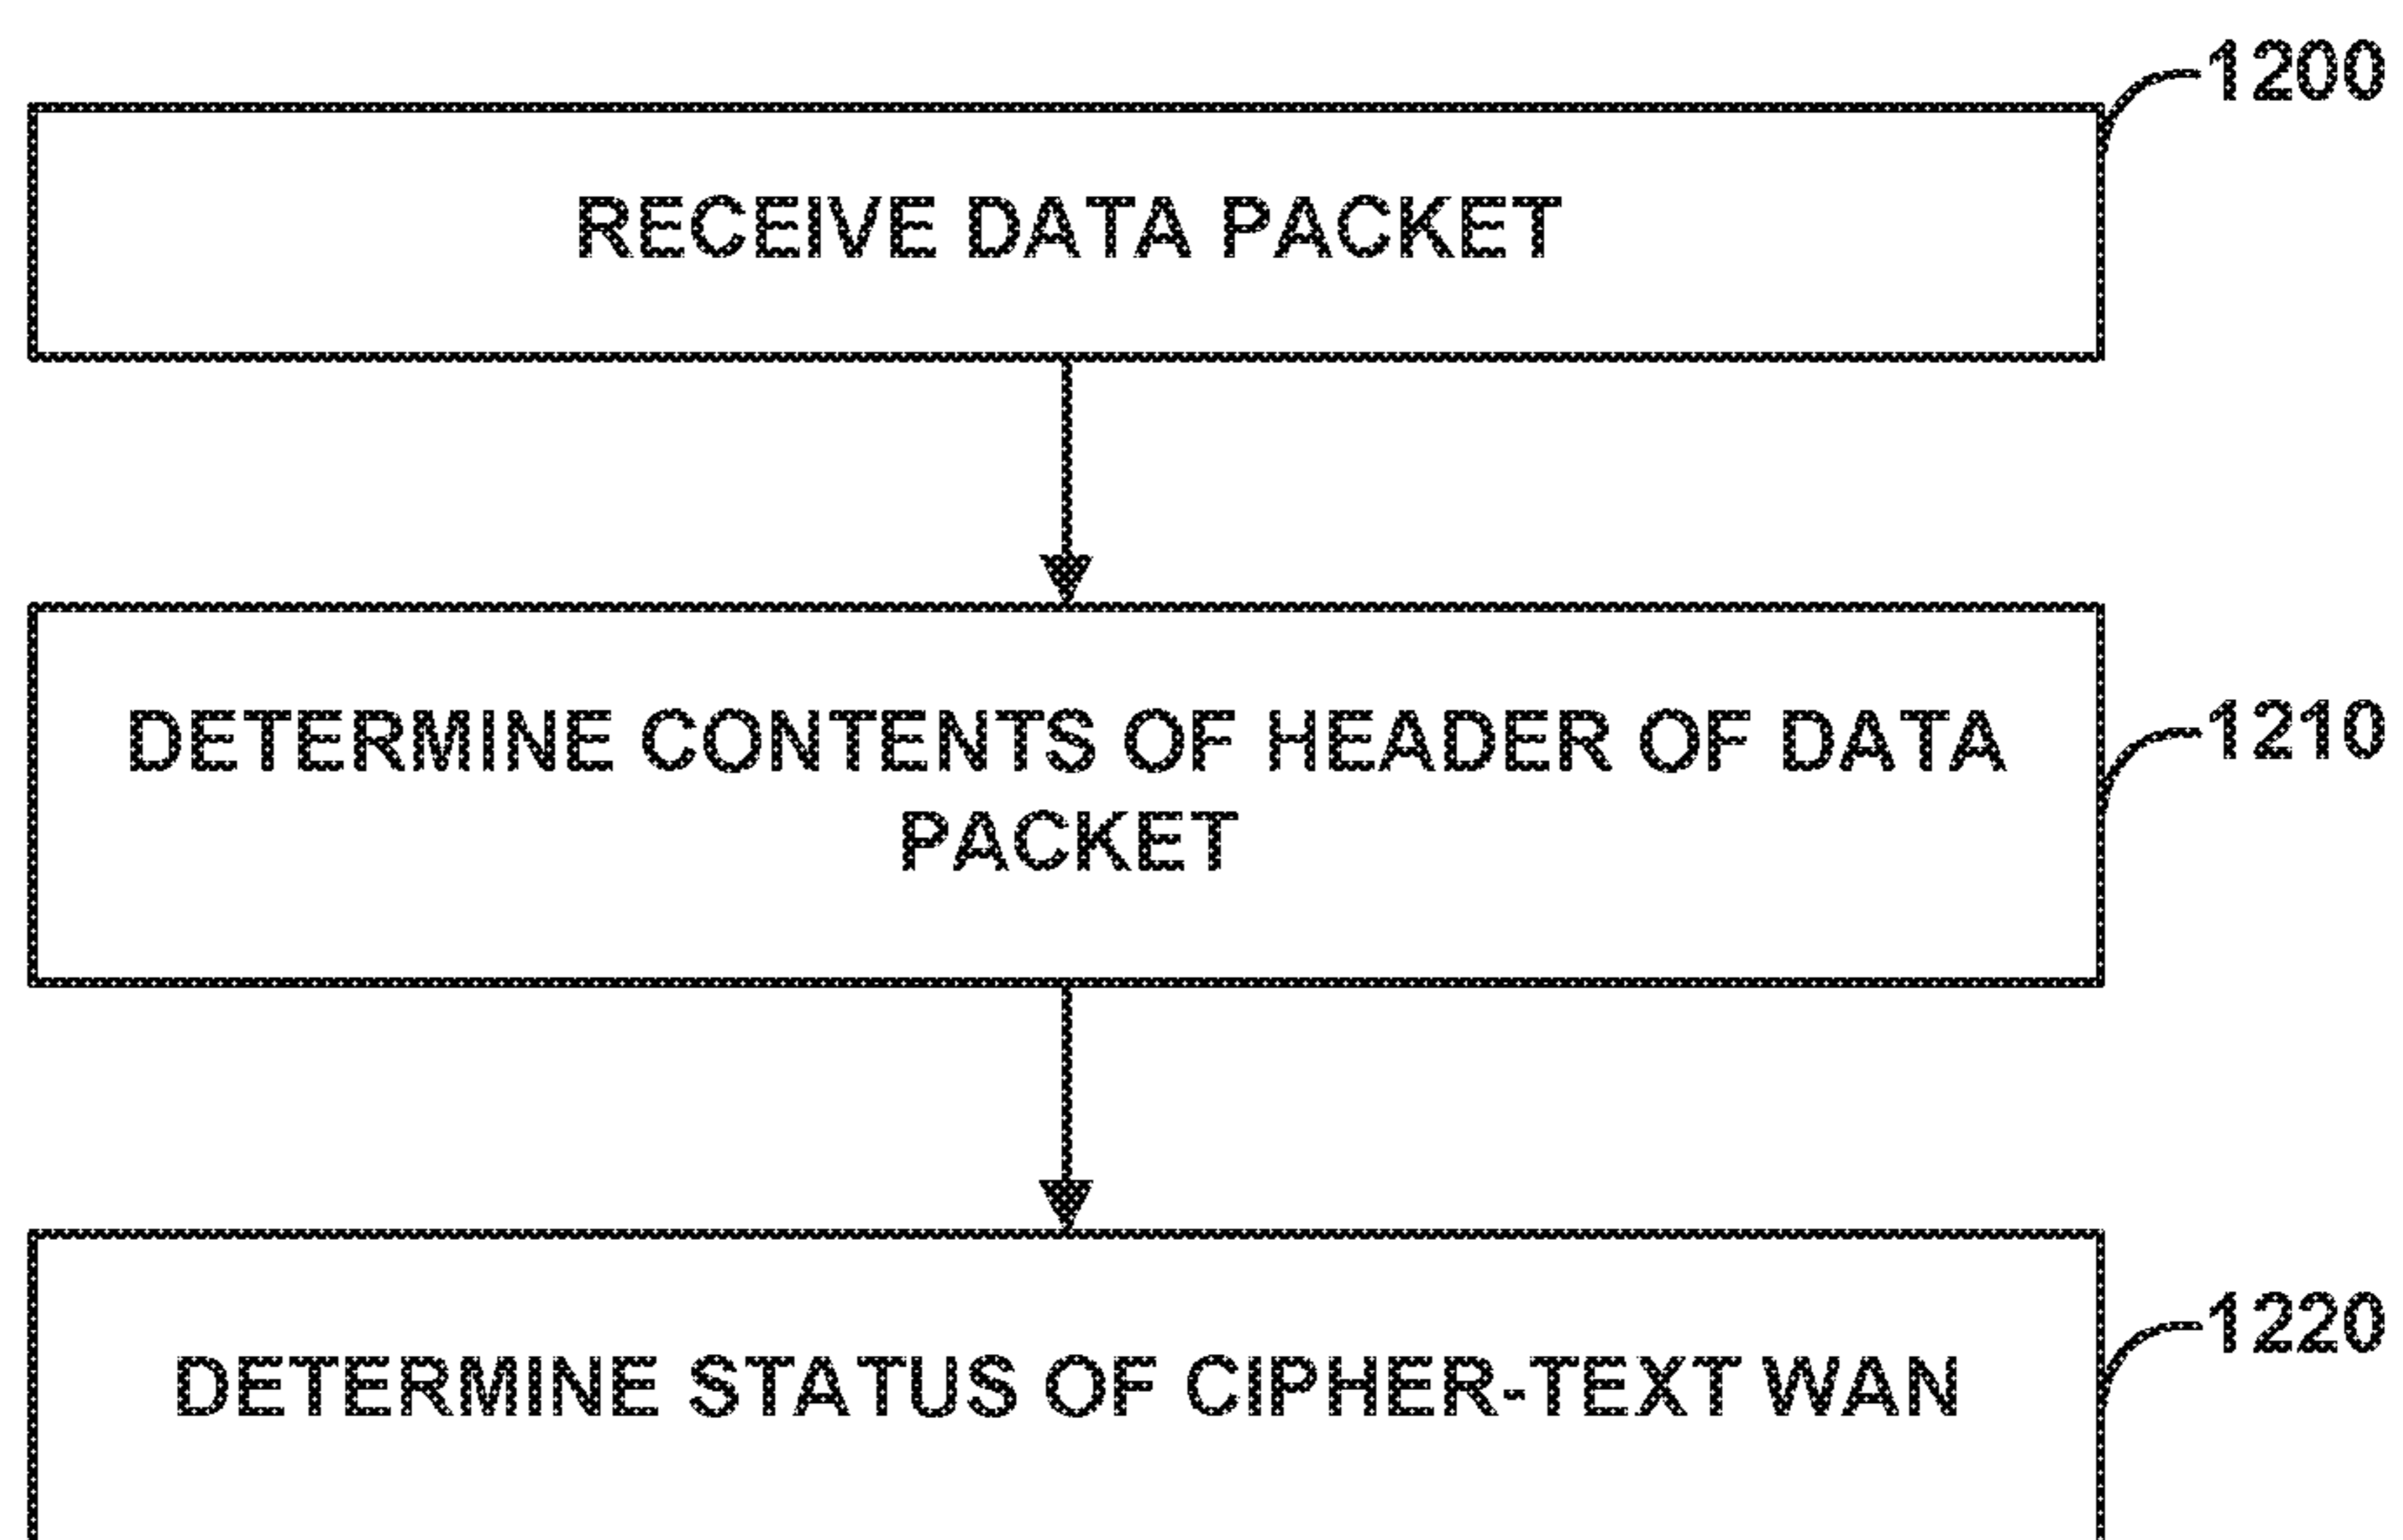 1200
RECEIVE DATA PACKET
DETERMINE CONTENTS OF HEADER OF DATA
PACKET
1210
DETERMINE STATUS OF CIPHER-TEXT WAN
1220